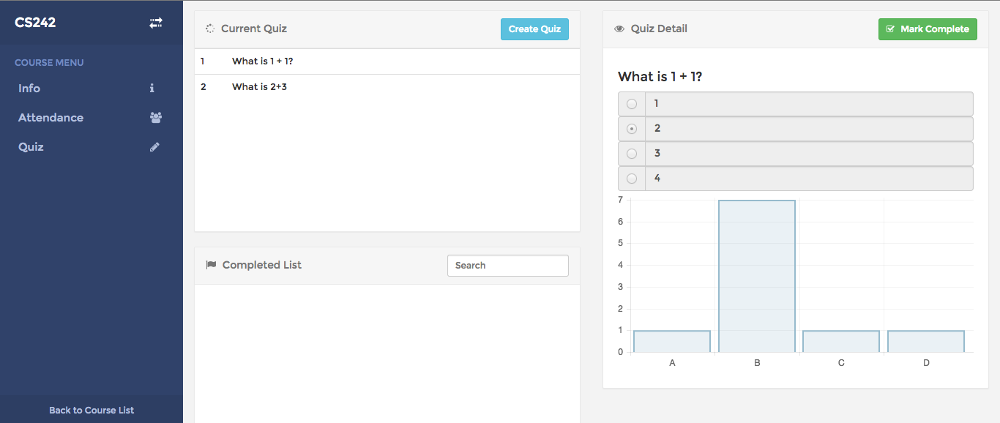 CS242
COURSE MENU
Info
Attendance
Quiz
Back to Course List
Current Quiz
Create Quiz
1 What is 1 + 1?
2 What is 2+3
Completed List
Search
Quiz Detail
Mark Complete
What is 1 + 1?
1
2
3
4
7
6
5
4
3
2
1
0
A B C D